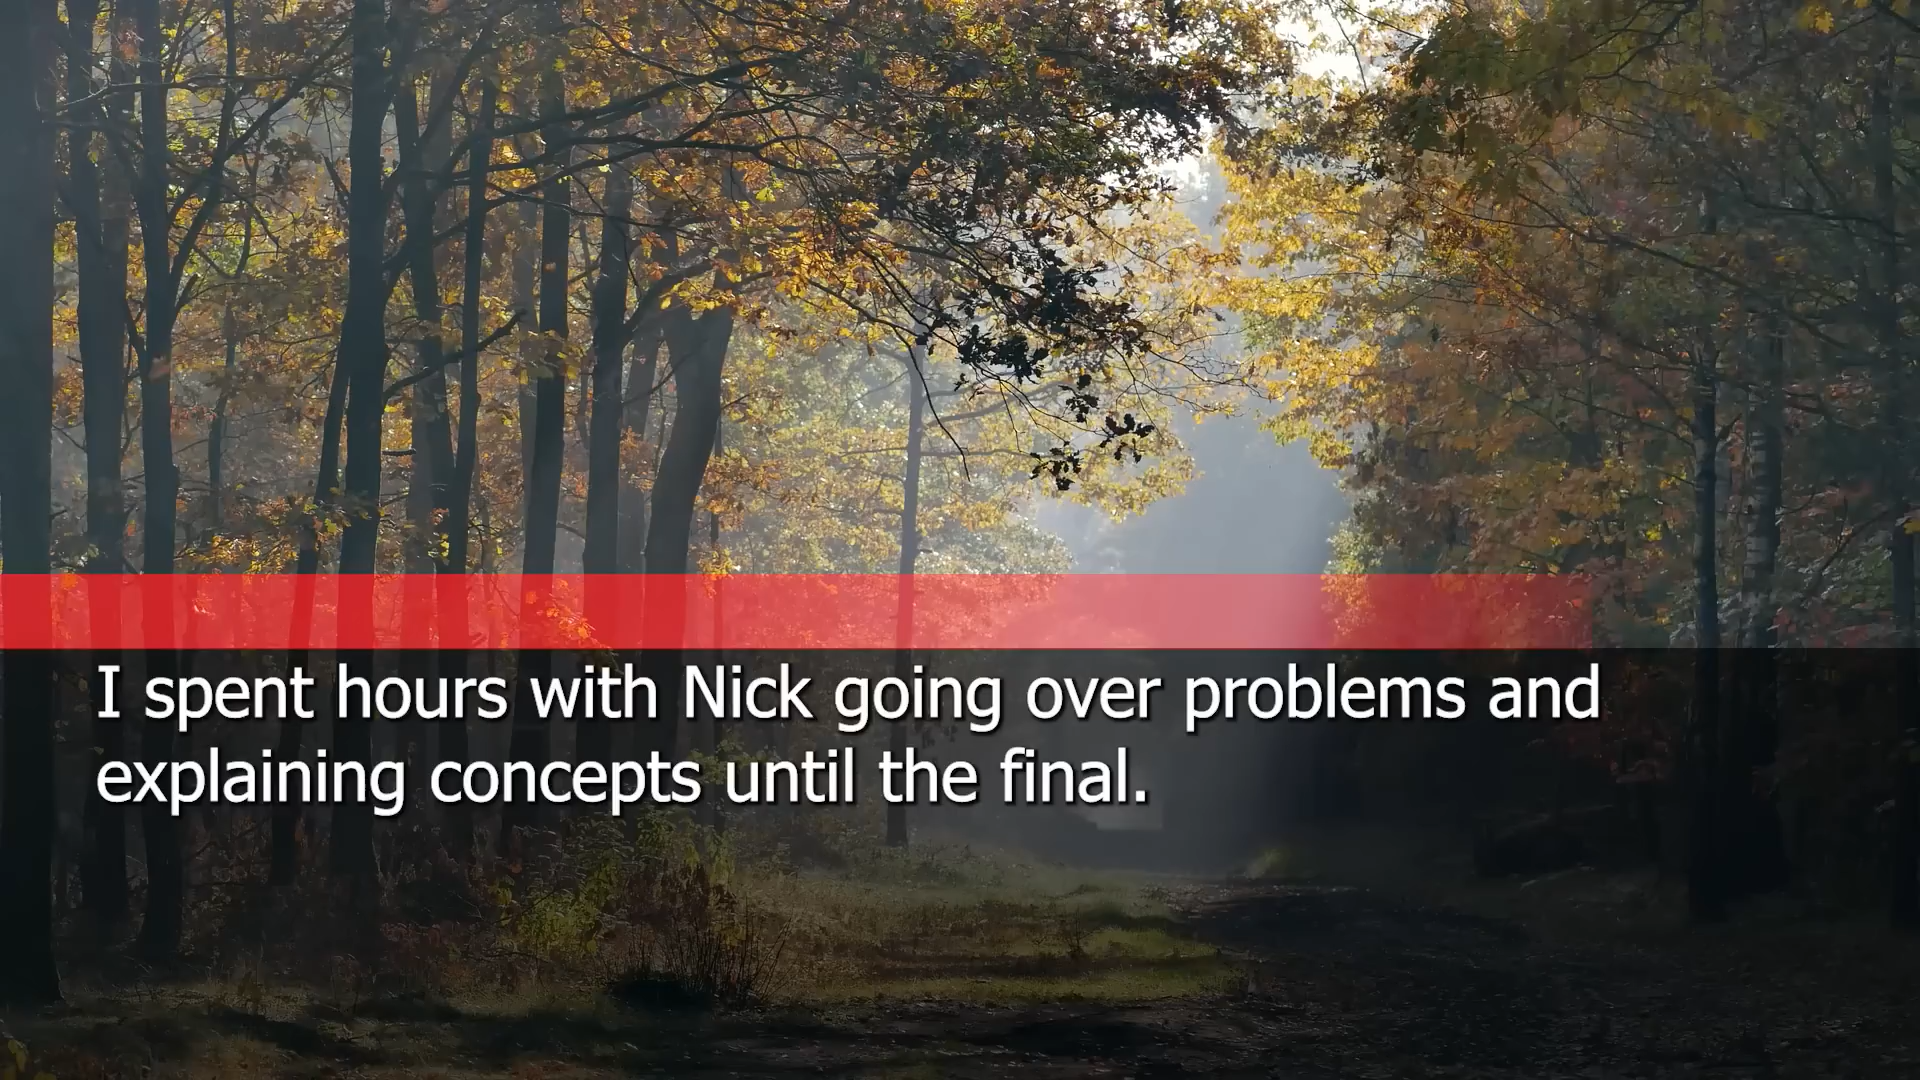 I spent hours with Nick going over problems and
explaining concepts until the final.